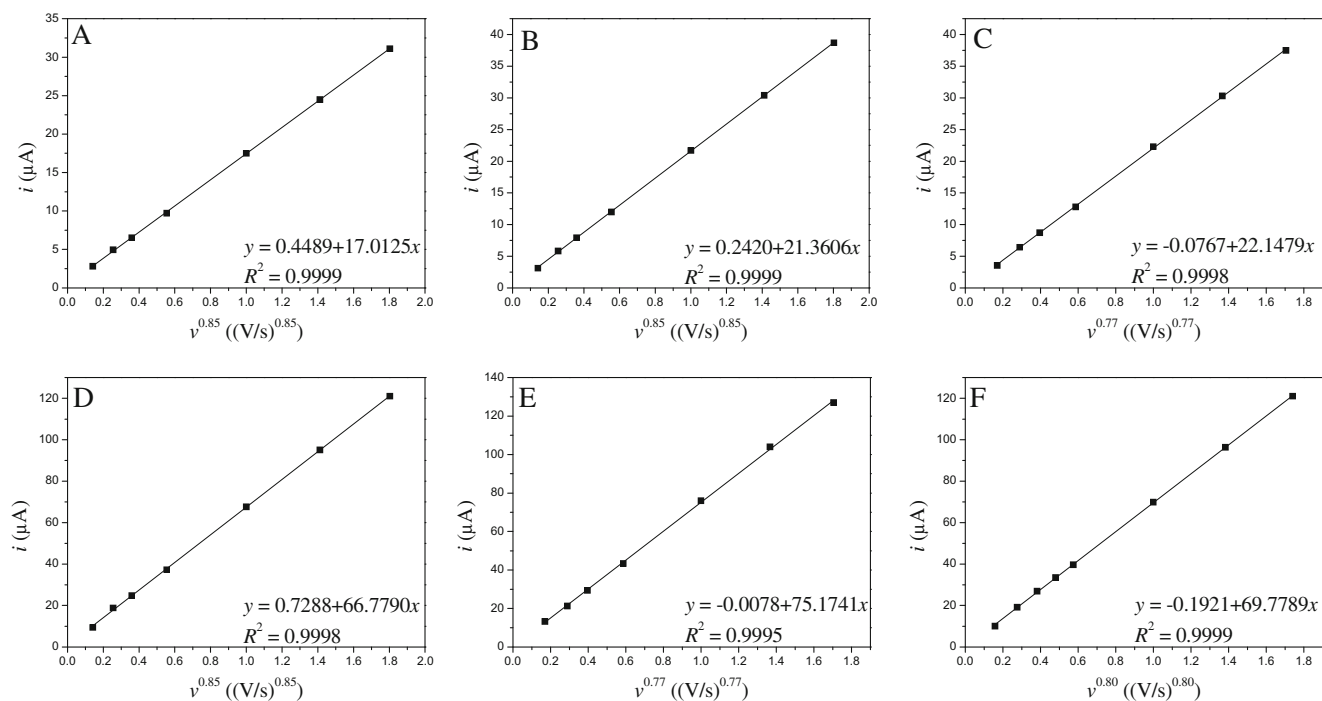 A
35
30
25
20
15
10
5
0
i (μA)
y = 0.4489+17.0125x
R² = 0.9999
0.0 0.2 0.4 0.6 0.8 1.0 1.2 1.4 1.6 1.8 2.0
v^0.85 ((V/s)^0.85)
B
40
35
30
25
20
15
10
5
0
i (μA)
y = 0.2420+21.3606x
R² = 0.9999
0.0 0.2 0.4 0.6 0.8 1.0 1.2 1.4 1.6 1.8 2.0
v^0.85 ((V/s)^0.85)
C
40
35
30
25
20
15
10
5
0
i (μA)
y = -0.0767+22.1479x
R² = 0.9998
0.0 0.2 0.4 0.6 0.8 1.0 1.2 1.4 1.6 1.8
v^0.77 ((V/s)^0.77)
D
120
100
80
60
40
20
0
i (μA)
y = 0.7288+66.7790x
R² = 0.9998
0.0 0.2 0.4 0.6 0.8 1.0 1.2 1.4 1.6 1.8 2.0
v^0.85 ((V/s)^0.85)
E
140
120
100
80
60
40
20
0
i (μA)
y = -0.0078+75.1741x
R² = 0.9995
0.0 0.2 0.4 0.6 0.8 1.0 1.2 1.4 1.6 1.8
v^0.77 ((V/s)^0.77)
F
120
100
80
60
40
20
0
i (μA)
y = -0.1921+69.7789x
R² = 0.9999
0.0 0.2 0.4 0.6 0.8 1.0 1.2 1.4 1.6 1.8
v^0.80 ((V/s)^0.80)